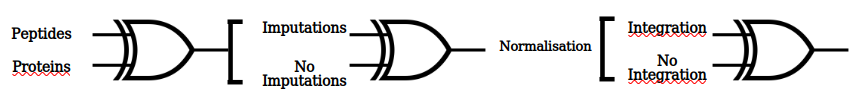 Peptides
Proteins
Imputations
No
Imputations
Normalisation
Integration
No
Integration